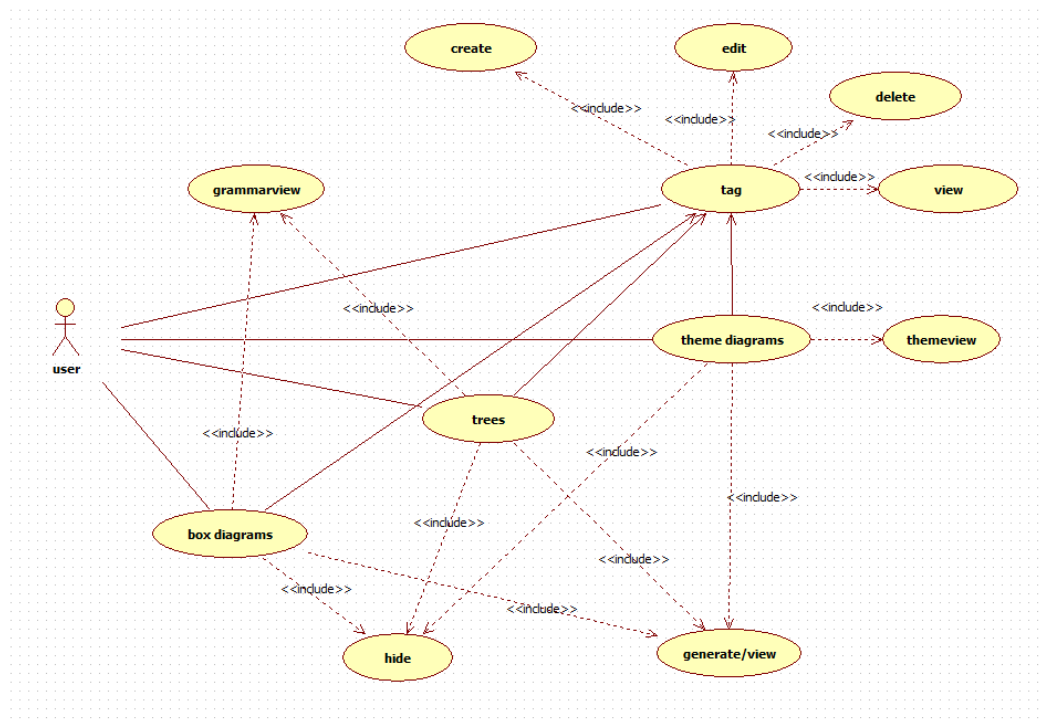 create
edit
delete
<<include>>
<<include>>
<<include>>
<<include>>
grammarview
tag
view
<<include>>
<<include>>
user
theme diagrams
themeview
trees
<<include>>
<<include>>
<<include>>
<<include>>
box diagrams
<<include>>
<<include>>
<<include>>
hide
generate/view